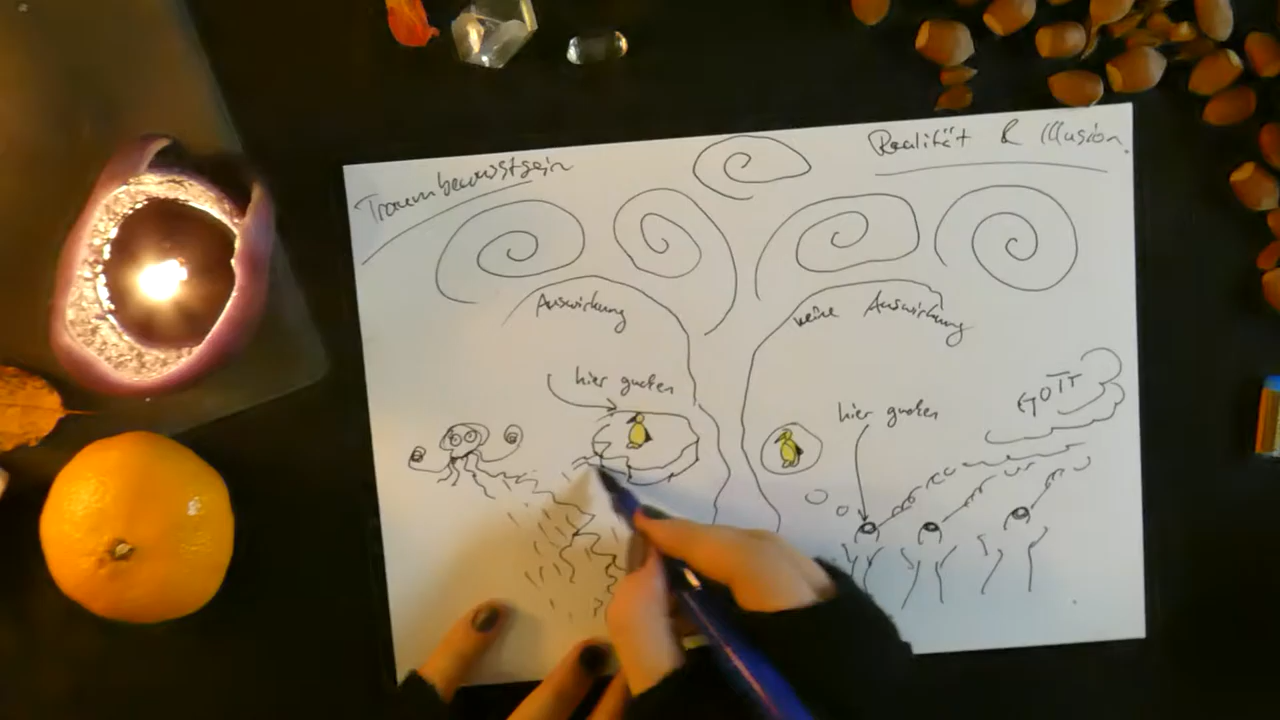 Traumbewusstsein
Realität & Illusion.
Auswirkung
keine Auswirkung
hier gucken
hier gucken
GOTT